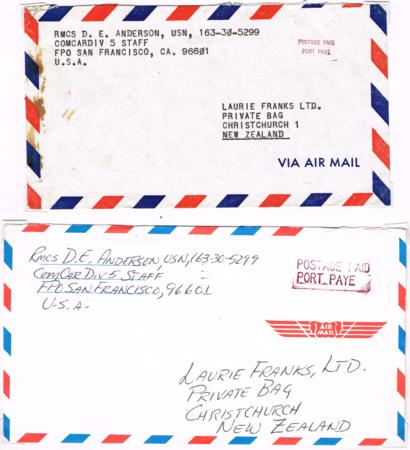 RMCS D. E. ANDERSON, USN, 163-30-5299
COMCARDIV 5 STAFF
FPO SAN FRANCISCO, CA. 96601
U.S.A.
POSTAGE PAID
PORT PAYE
LAURIE FRANKS LTD.
PRIVATE BAG
CHRISTCHURCH 1
NEW ZEALAND
VIA AIR MAIL
RMCS D.E. ANDERSON, USN, 163-30-5299
COMCARDIV 5 STAFF
FPO SAN FRANCISCO, 96601
U.S.A.
POSTAGE PAID
PORT PAYE
AIR
MAIL
LAURIE FRANKS, LTD.
PRIVATE BAG
CHRISTCHURCH
NEW ZEALAND